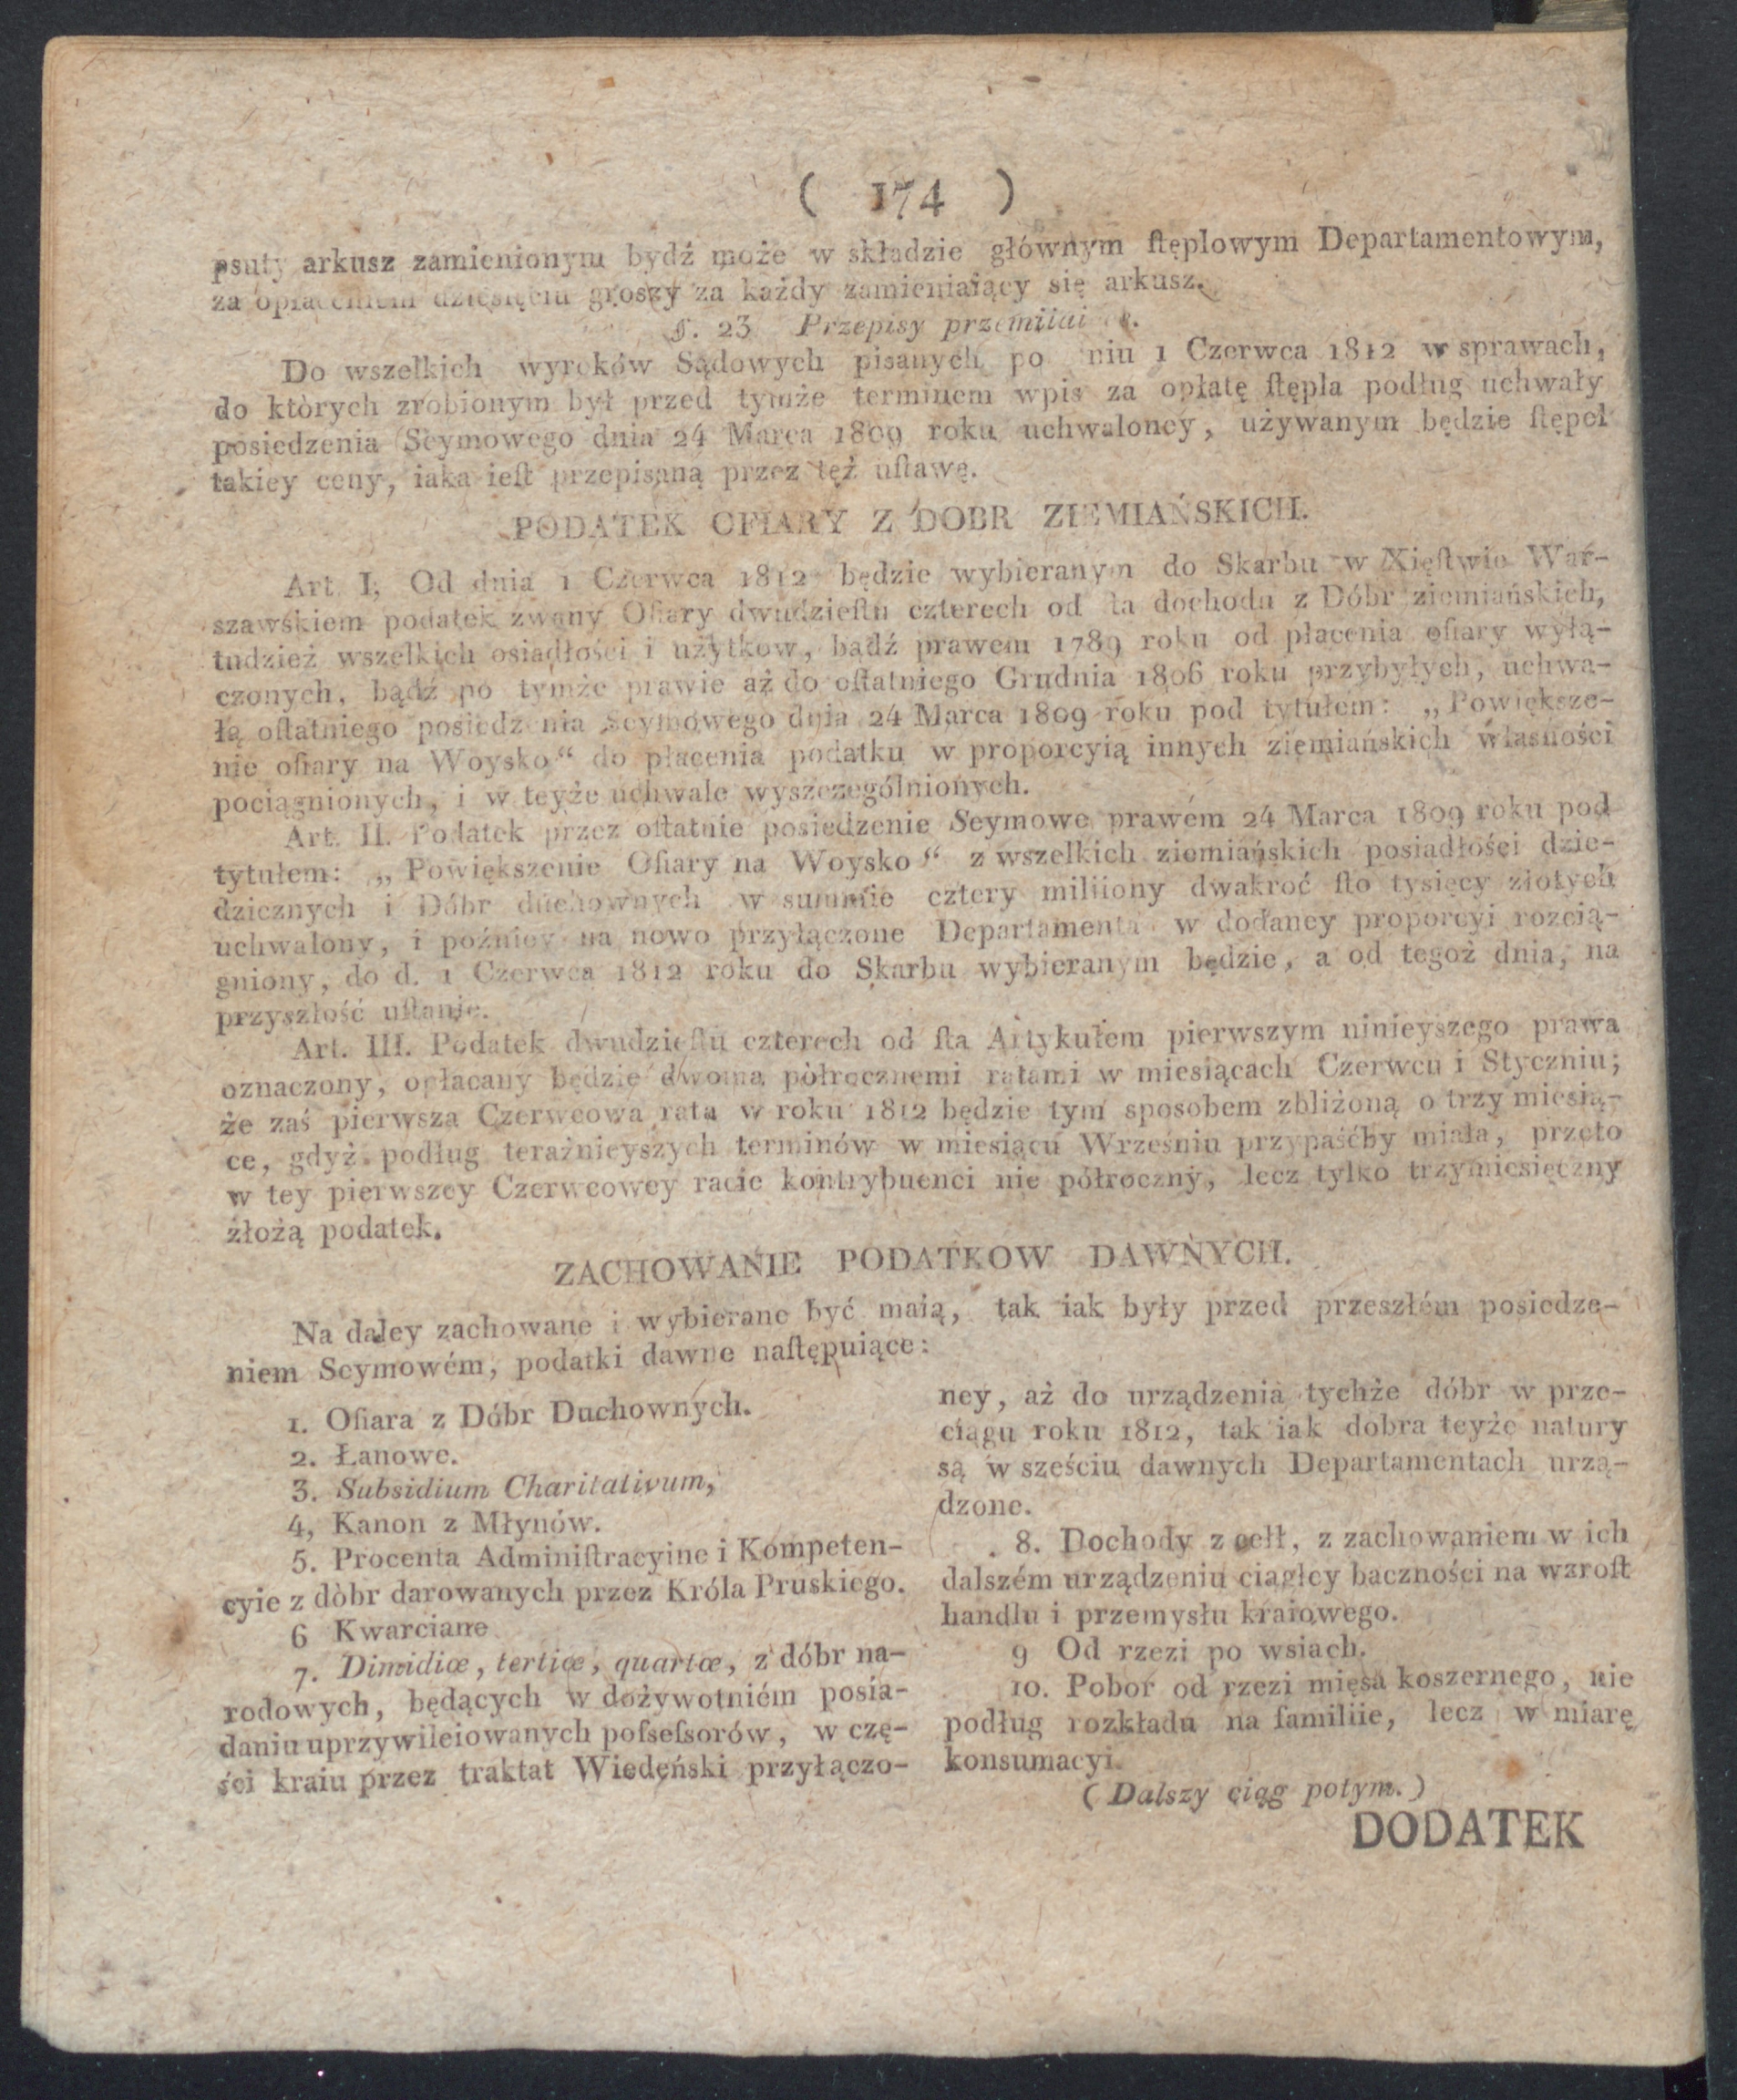 ( 174 )
psuty arkusz zamienionym bydź może w składzie głównym ſtęplowym Departamentowym,
za opłaceniem dziesięciu groszy za każdy zamieniaiący się arkusz.
§. 23 Przepisy przemiiaiące.
Do wszelkich wyroków Sądowych pisanych po dniu 1 Czerwca 1812 w sprawach,
do których zrobionym był przed tymże terminem wpis za opłatę ſtępla podług uchwały
posiedzenia Seymowego dnia 24 Marca 1809 roku uchwaloney, używanym będzie ſtępel
takiey ceny, iaka ieſt przepisaną przez tęż uſtawę.
PODATEK OFIARY Z DOBR ZIEMIAŃSKICH.
Art I, Od dnia 1 Czerwca 1812 będzie wybieranym do Skarbu w Xięſtwie War-
szawskiem podatek zwany Ofiary dwudzieſtu czterech od ſta dochodu z Dóbr ziemiańskich,
tudzież wszelkich osiadłości i użytkow, bądź prawem 1789 roku od płacenia ofiary wyłą-
czonych, bądź po tymże prawie aż do oſtatniego Grudnia 1806 roku przybyłych, uchwa-
łą oſtatniego posiedzenia Seymowego dnia 24 Marca 1809 roku pod tytułem: „Powiększe-
nie ofiary na Woysko“ do płacenia podatku w proporcyią innych ziemiańskich własności
pociągnionych, i w teyże uchwale wyszczególnionych.
Art. II. Podatek przez oſtatnie posiedzenie Seymowe prawem 24 Marca 1809 roku pod
tytułem: „Powiększenie Ofiary na Woysko“ z wszelkich ziemiańskich posiadłości dzie-
dzicznych i Dóbr duchownych w summie cztery miliiony dwakroć ſto tysięcy złotych
uchwalony, i poźniey na nowo przyłączone Departamenta w dodaney proporcyi rozcią-
gniony, do d. 1 Czerwca 1812 roku do Skarbu wybieranym będzie, a od tegoż dnia, na
przyszłość uſtanie.
Art. III. Podatek dwudzieſtu czterech od ſta Artykułem pierwszym ninieyszego prawa
oznaczony, opłacany będzie dwoma półrocznemi ratami w miesiącach Czerwcu i Styczniu;
że zaś pierwsza Czerwcowa rata w roku 1812 będzie tym sposobem zbliżoną o trzy miesią-
ce, gdyż podług teraźnieyszych terminów w miesiącu Wrześniu przypaśćby miała, przeto
w tey pierwszey Czerwcowey racie kontrybuenci nie półroczny, lecz tylko trzymiesięczny
złożą podatek.
ZACHOWANIE PODATKOW DAWNYCH.
Na daley zachowane i wybierane być maią, tak iak były przed przeszłém posiedze-
niem Seymowém, podatki dawne naſtępuiące:
1. Ofiara z Dóbr Duchownych.
2. Łanowe.
3. Subsidium Charitativum,
4, Kanon z Młynów.
5. Procenta Adminiſtracyine i Kompeten-
cyie z dòbr darowanych przez Króla Pruskiego.
6 Kwarciane
7. Dimidiæ, tertiæ, quartæ, z dóbr na-
rodowych, będących w dożywotniém posia-
daniu uprzywileiowanych poſseſsorów, w czę-
ści kraiu przez traktat Wiedeński przyłączo-
ney, aż do urządzenia tychże dóbr w prze-
ciągu roku 1812, tak iak dobra teyże natury
są w sześciu dawnych Departamentach urzą-
dzone.
8. Dochody z cełł, z zachowaniem w ich
dalszém urządzeniu ciągłey baczności na wzroſt
handlu i przemysłu kraiowego.
9 Od rzezi po wsiach.
10. Pobor od rzezi mięsa koszernego, nie
podług rozkładu na familiie, lecz w miarę
konsumacyi.
( Dalszy ciąg potym. )
DODATEK